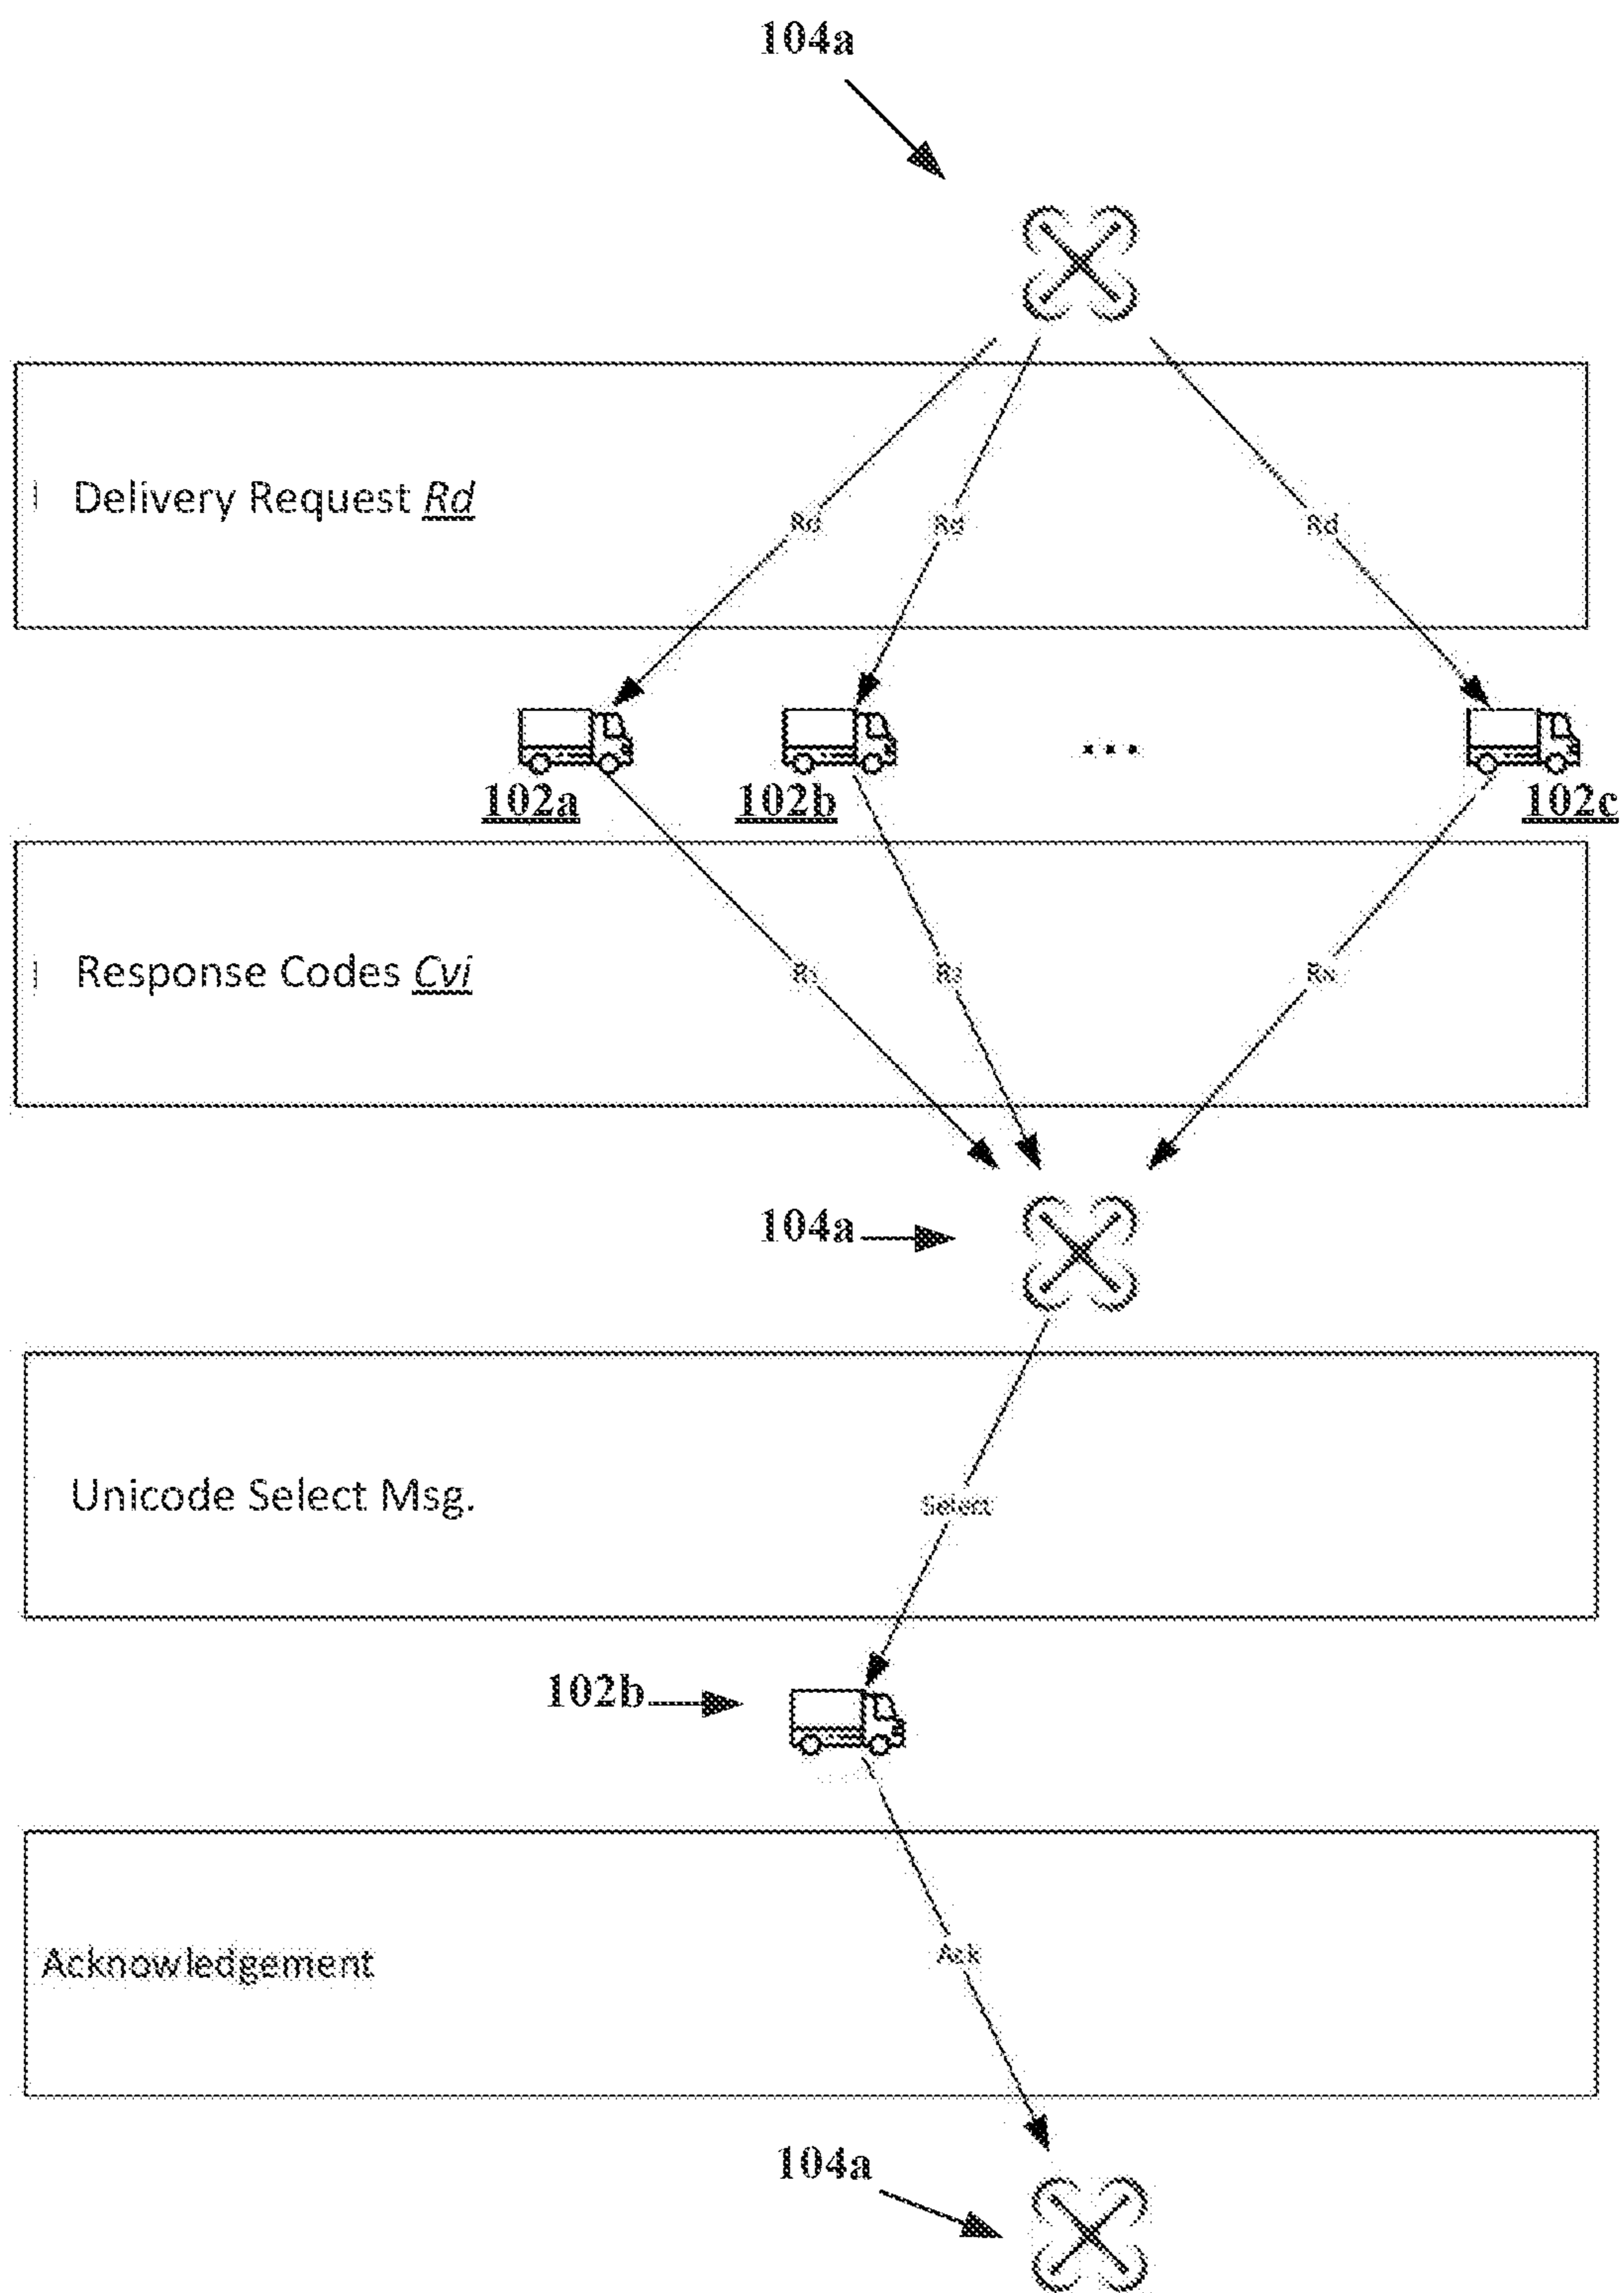 104a
Delivery Request Rd
Rd Rd Rd
...
102a 102b 102c
Response Codes Cvi
104a
Unicode Select Msg.
Select
102b
Acknowledgement
Ack
104a